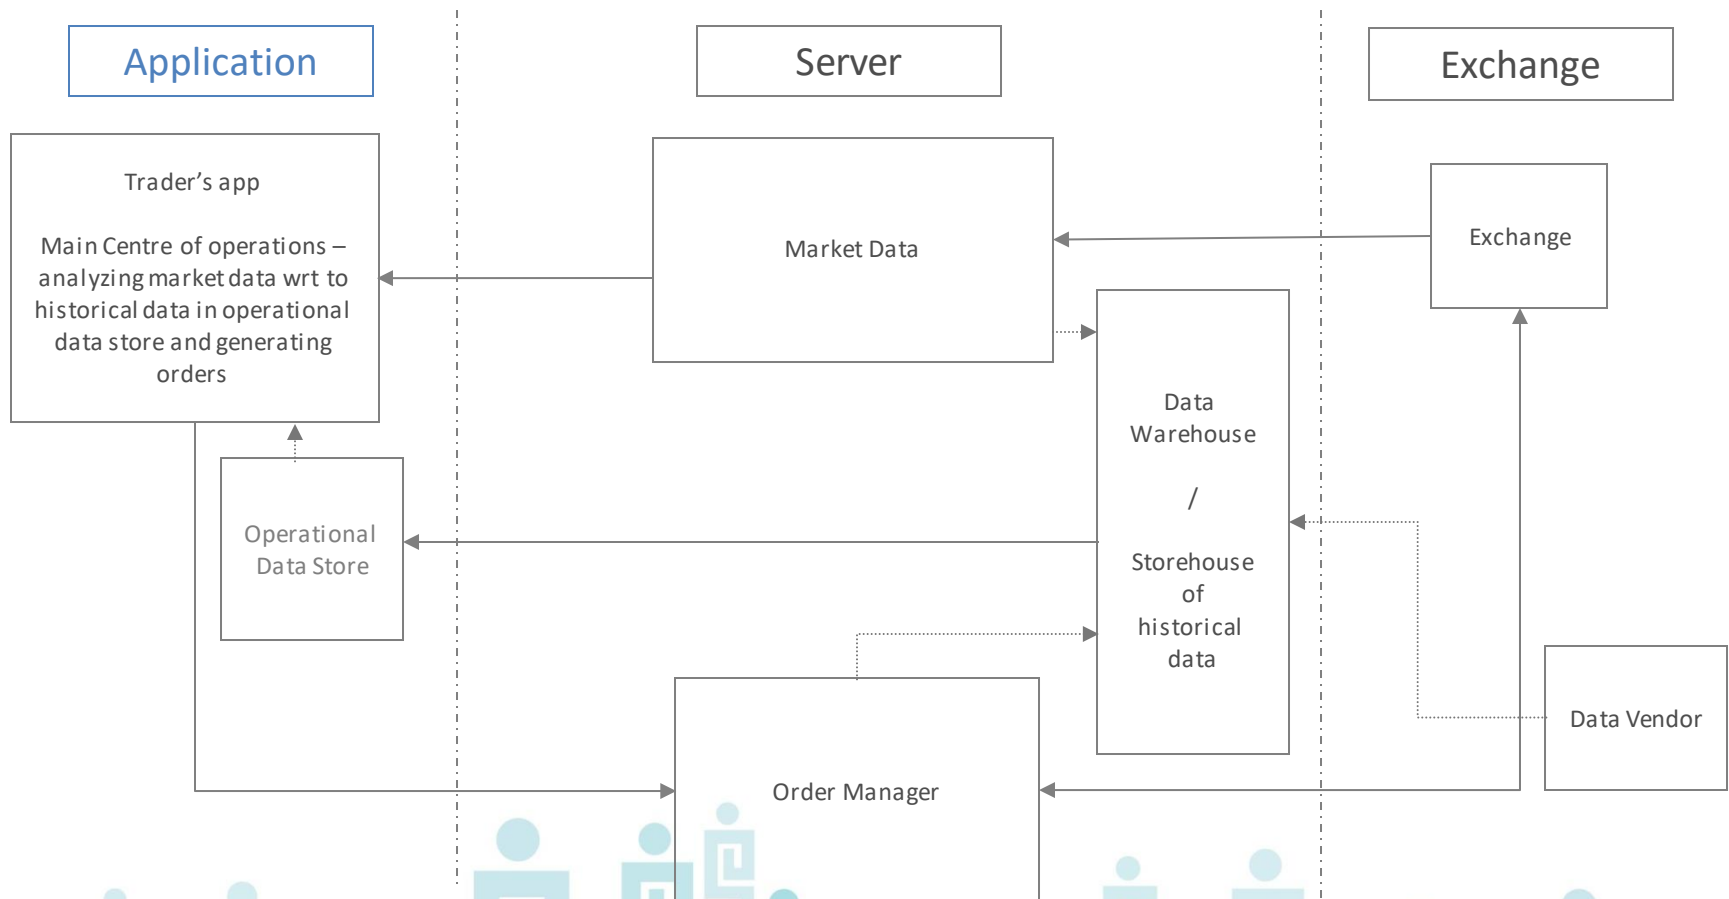 Application
Server
Exchange
Trader’s app
Main Centre of operations –
analyzing market data wrt to
historical data in operational
data store and generating
orders
Market Data
Exchange
Data
Warehouse
/
Storehouse
of
historical
data
Operational
Data Store
Data Vendor
Order Manager